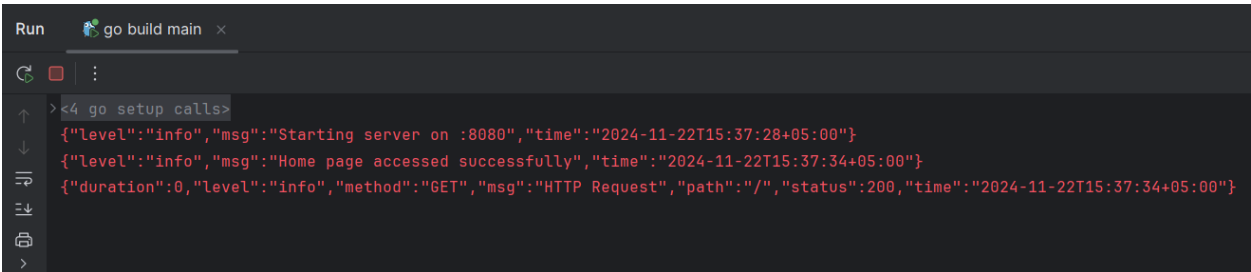 Run go build main
<4 go setup calls>
{"level":"info","msg":"Starting server on :8080","time":"2024-11-22T15:37:28+05:00"}
{"level":"info","msg":"Home page accessed successfully","time":"2024-11-22T15:37:34+05:00"}
{"duration":0,"level":"info","method":"GET","msg":"HTTP Request","path":"/","status":200,"time":"2024-11-22T15:37:34+05:00"}